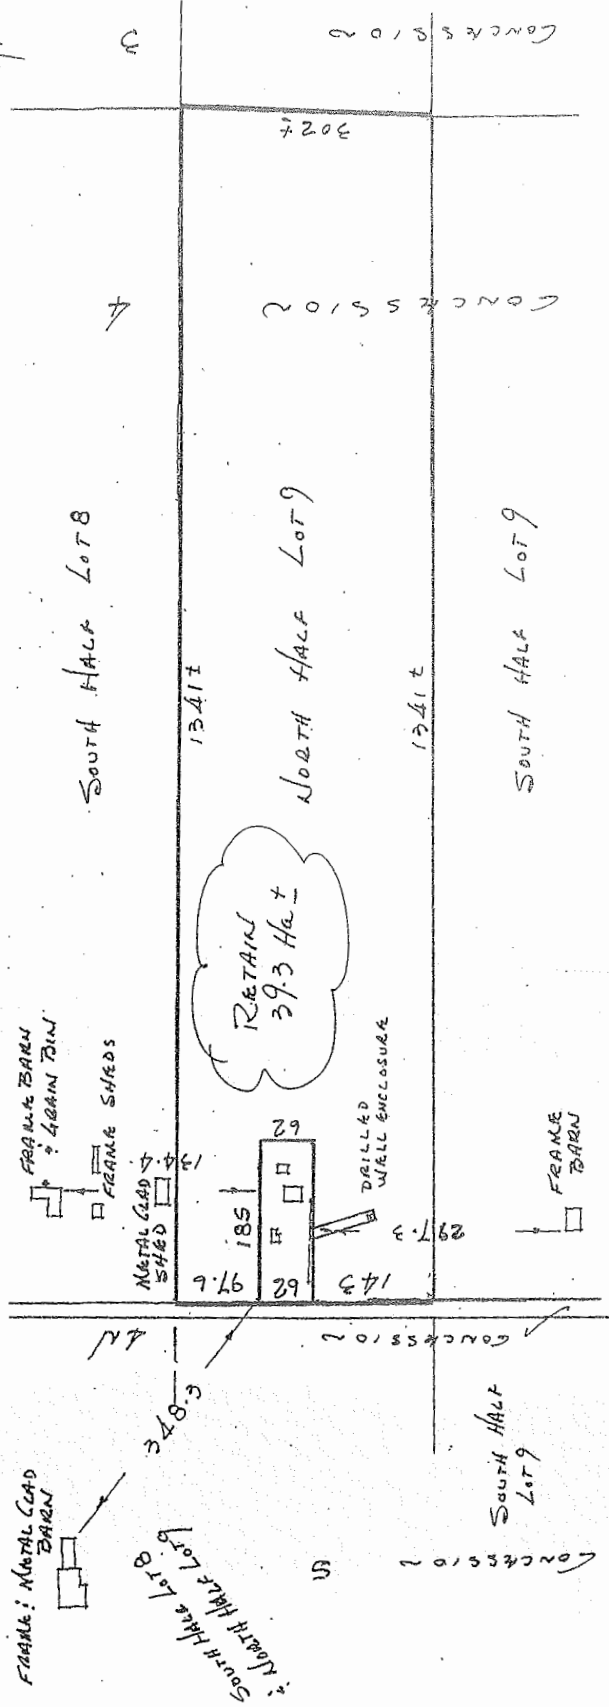 CONCESSION
3
302±
CONCESSION
4
SOUTH HALF LOT 8
1341±
NORTH HALF LOT 9
1341±
SOUTH HALF LOT 9
RETAIN
39.3 Ha ±
FRAME BARN
& GRAIN BIN
FRAME SHEDS
METAL CLAD
SHED
134.4
62
185
DRILLED
WELL ENCLOSURE
297.3
FRAME
BARN
97.6
62
143
CONCESSION
348.3
FRAME & METAL CLAD
BARN
SOUTH HALF LOT 8
& NORTH HALF LOT 9
SOUTH HALF
LOT 9
CONCESSION
5